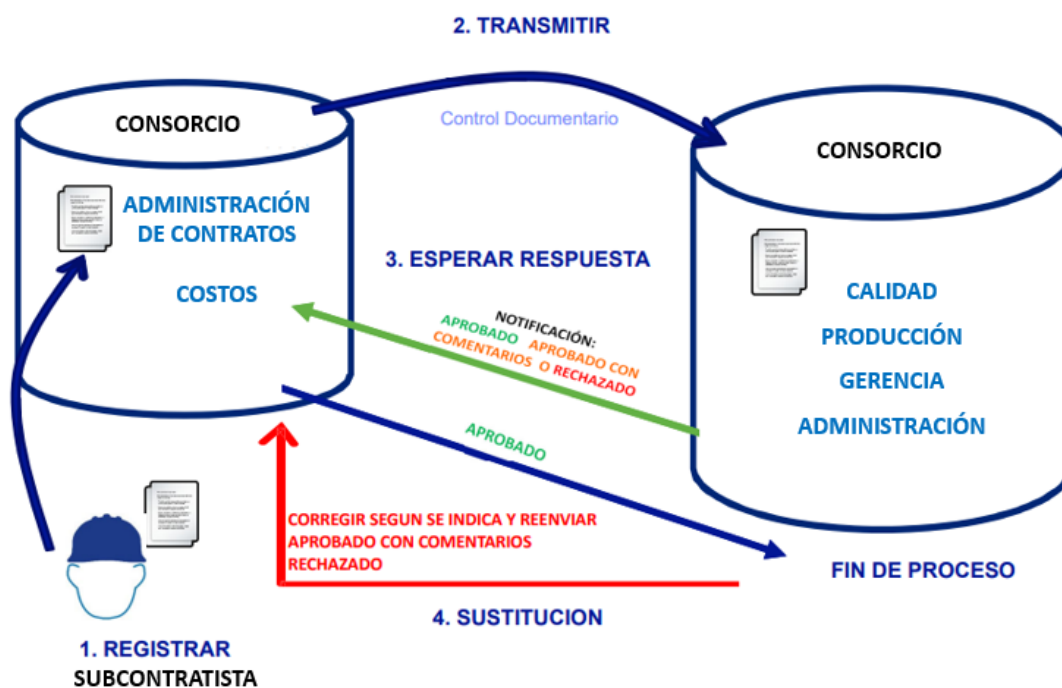 2. TRANSMITIR
CONSORCIO
Control Documentario
CONSORCIO
ADMINISTRACIÓN
DE CONTRATOS
COSTOS
3. ESPERAR RESPUESTA
NOTIFICACIÓN:
APROBADO APROBADO CON
COMENTARIOS O RECHAZADO
CALIDAD
PRODUCCIÓN
GERENCIA
ADMINISTRACIÓN
APROBADO
CORREGIR SEGUN SE INDICA Y REENVIAR
APROBADO CON COMENTARIOS
RECHAZADO
FIN DE PROCESO
4. SUSTITUCION
1. REGISTRAR
SUBCONTRATISTA